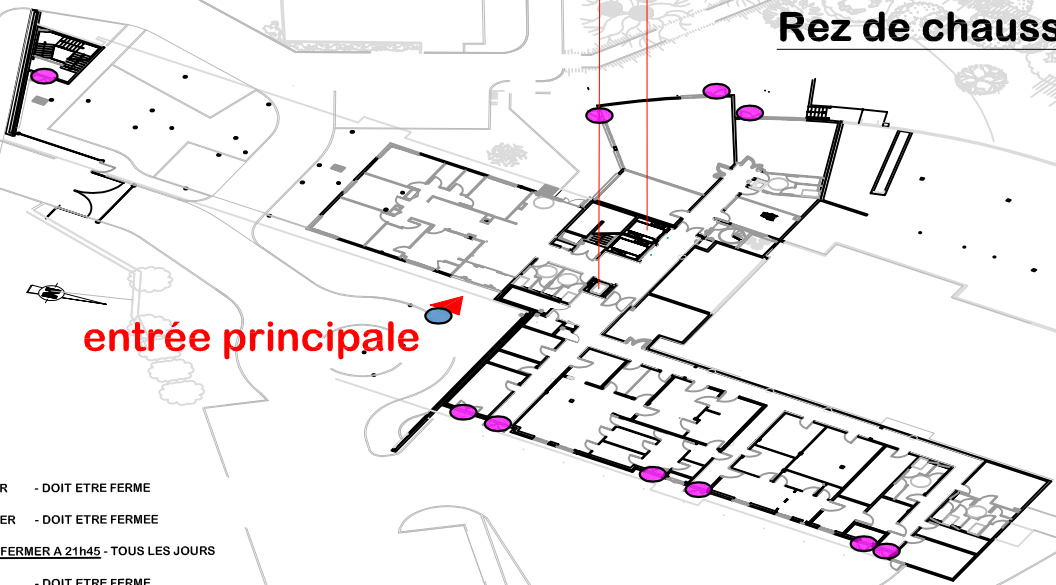 Rez de chauss
entrée principale
R - DOIT ETRE FERME
ER - DOIT ETRE FERMEE
FERMER A 21h45 - TOUS LES JOURS
- DOIT ETRE FERME